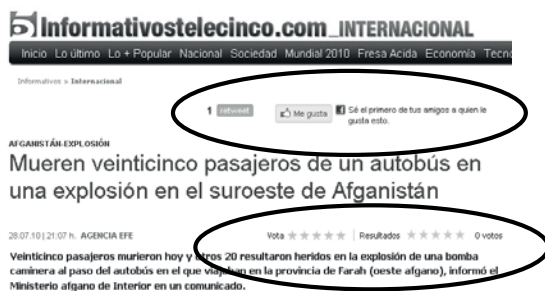 5 Informativostelecinco.com_INTERNACIONAL
Inicio Lo último Lo + Popular Nacional Sociedad Mundial 2010 Fresa Acida Economía Tecno
Informativos > Internacional
1 retweet Me gusta Sé el primero de tus amigos a quien le
gusta esto.
AFGANISTÁN-EXPLOSIÓN
Mueren veinticinco pasajeros de un autobús en
una explosión en el suroeste de Afganistán
28.07.10 | 21:07 h. AGENCIA EFE Vota Resultados 0 votos
Veinticinco pasajeros murieron hoy y otros 20 resultaron heridos en la explosión de una bomba
caminera al paso del autobús en el que viajaban en la provincia de Farah (oeste afgano), informó el
Ministerio afgano de Interior en un comunicado.